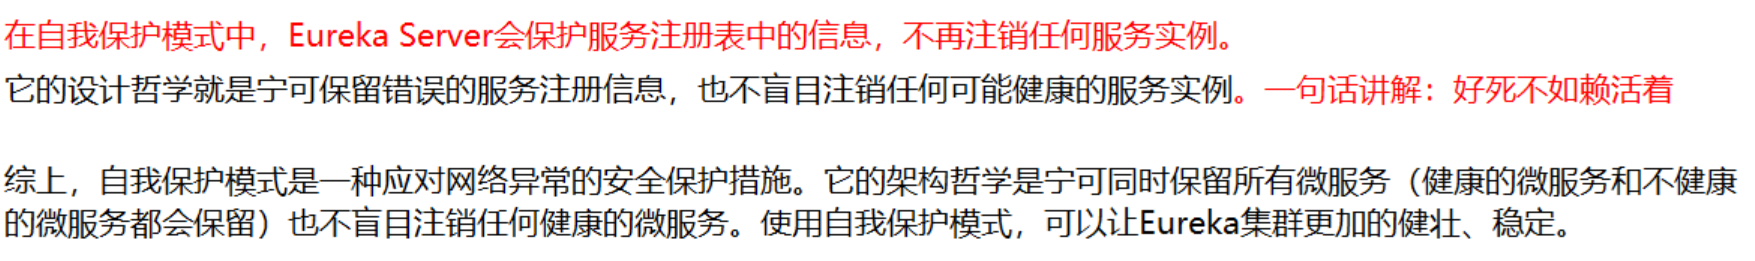 在自我保护模式中，Eureka Server会保护服务注册表中的信息，不再注销任何服务实例。
它的设计哲学就是宁可保留错误的服务注册信息，也不盲目注销任何可能健康的服务实例。一句话讲解：好死不如赖活着
综上，自我保护模式是一种应对网络异常的安全保护措施。它的架构哲学是宁可同时保留所有微服务（健康的微服务和不健康
的微服务都会保留）也不盲目注销任何健康的微服务。使用自我保护模式，可以让Eureka集群更加的健壮、稳定。